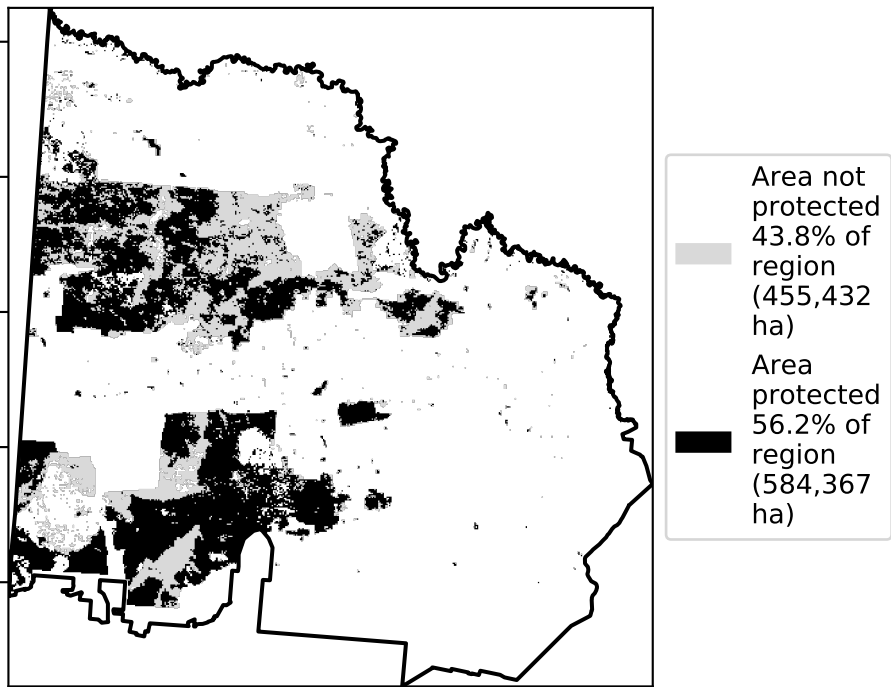 Area not
protected
43.8% of
region
(455,432
ha)
Area
protected
56.2% of
region
(584,367
ha)